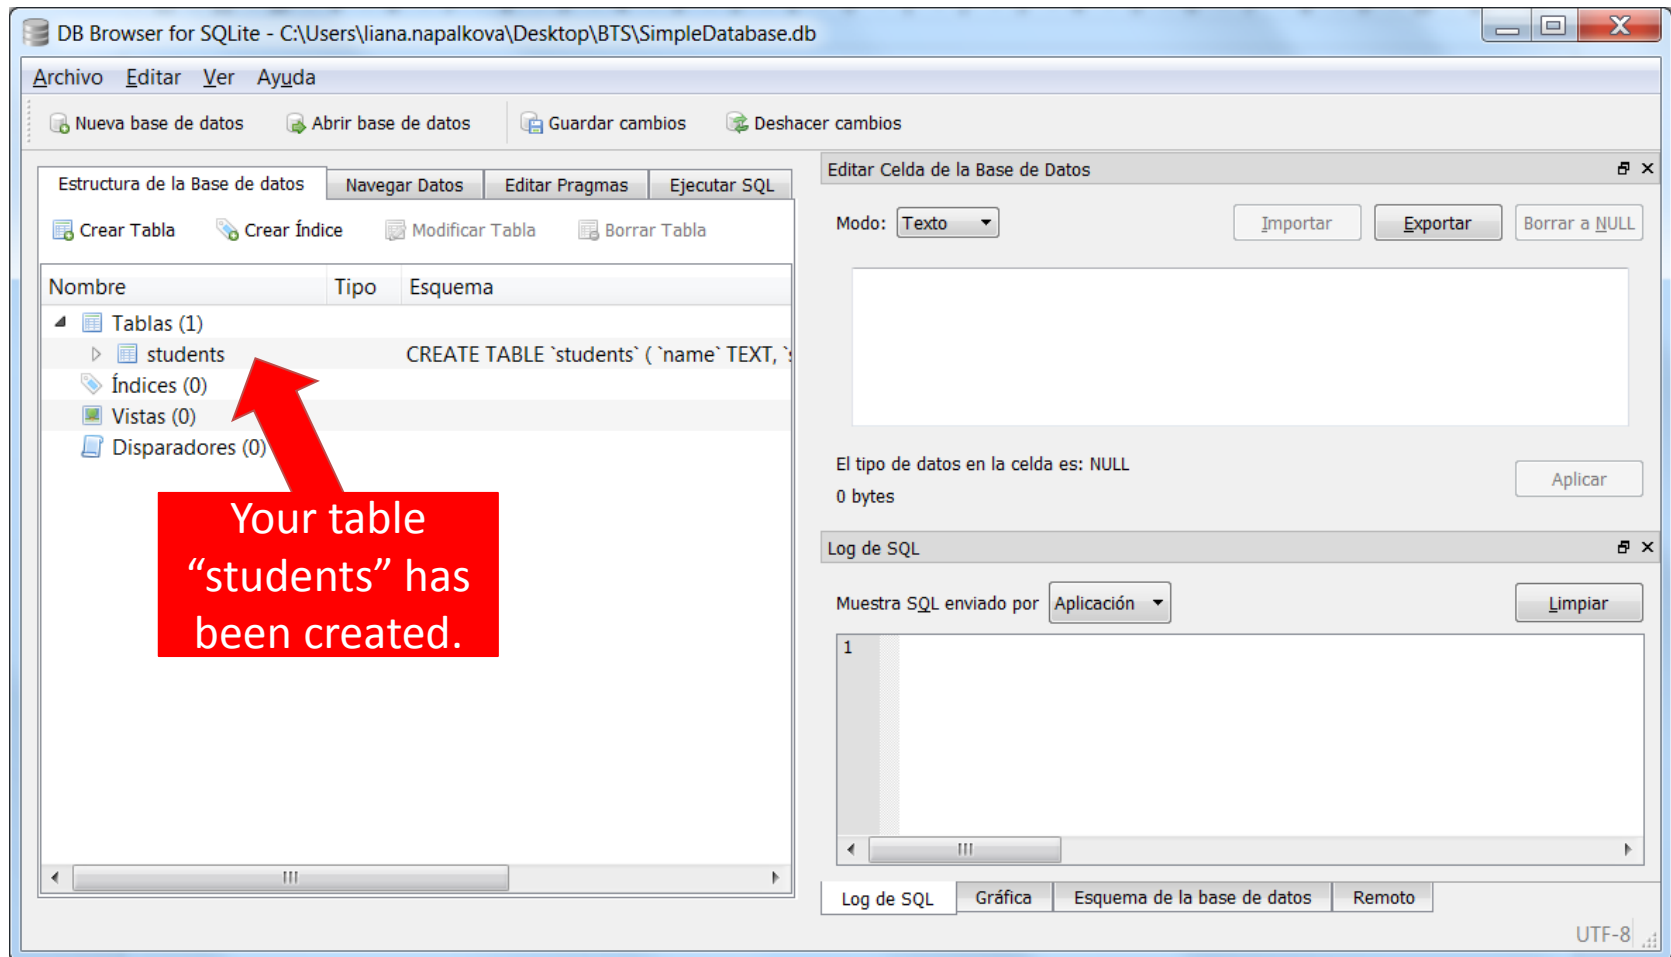 DB Browser for SQLite - C:\Users\liana.napalkova\Desktop\BTS\SimpleDatabase.db
Archivo Editar Ver Ayuda
Nueva base de datos Abrir base de datos Guardar cambios Deshacer cambios
Estructura de la Base de datos Navegar Datos Editar Pragmas Ejecutar SQL
Crear Tabla Crear Índice Modificar Tabla Borrar Tabla
Nombre Tipo Esquema
Tablas (1)
students CREATE TABLE `students` ( `name` TEXT, `
Índices (0)
Vistas (0)
Disparadores (0)
Your table
“students” has
been created.
Editar Celda de la Base de Datos
Modo: Texto Importar Exportar Borrar a NULL
El tipo de datos en la celda es: NULL
0 bytes
Aplicar
Log de SQL
Muestra SQL enviado por Aplicación Limpiar
1
Log de SQL Gráfica Esquema de la base de datos Remoto
UTF-8